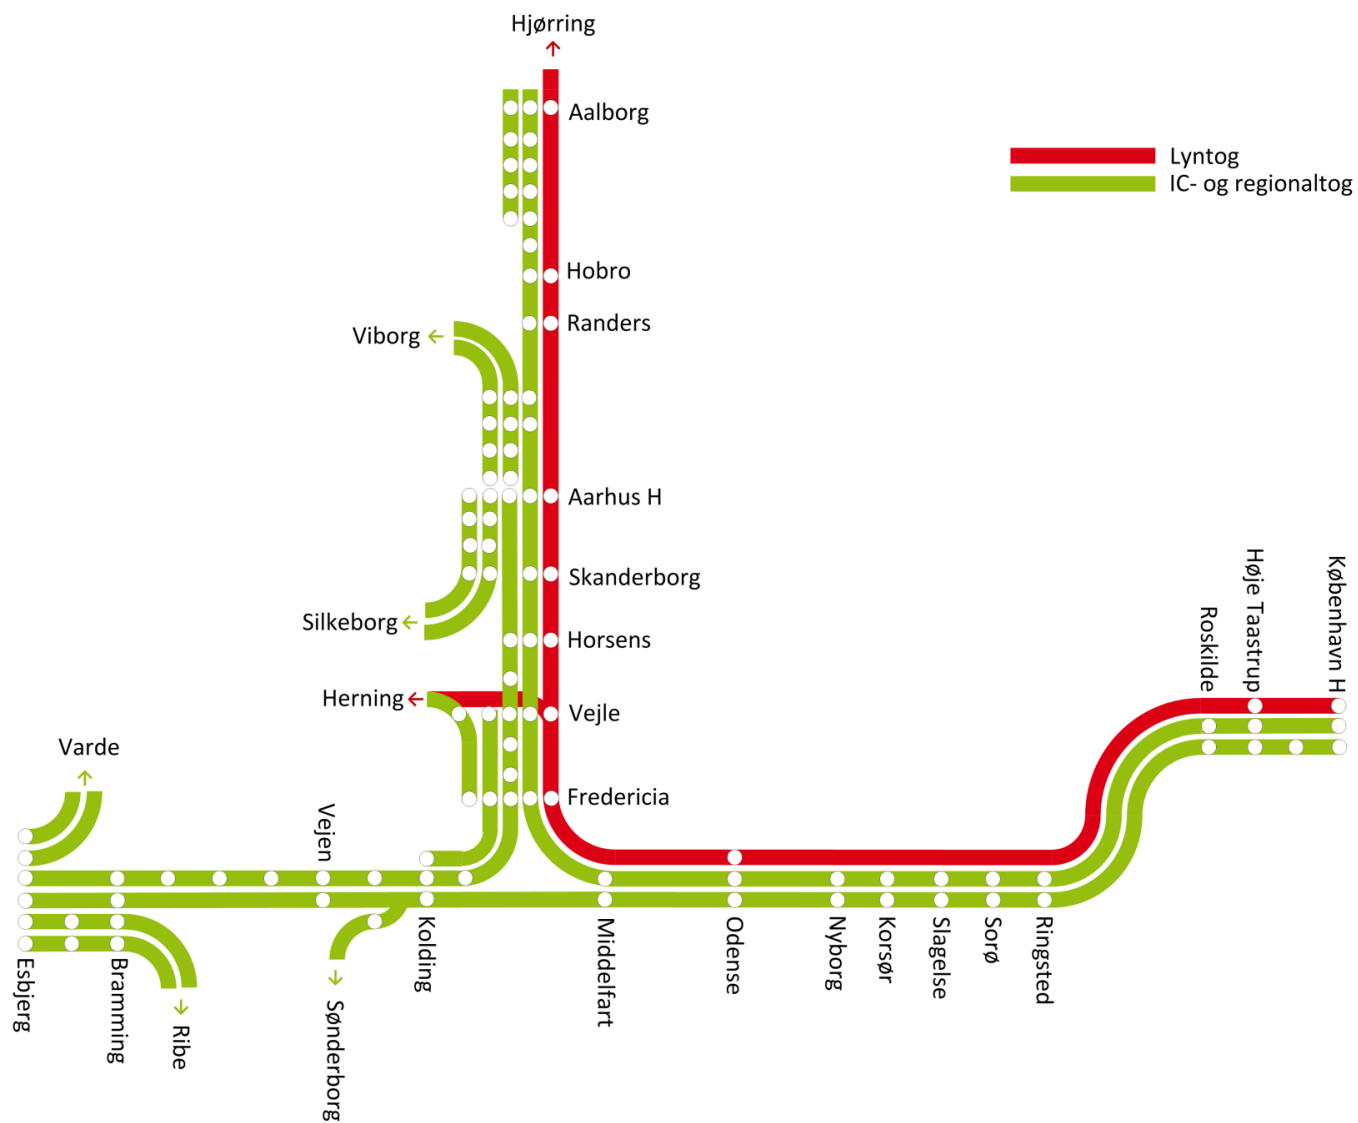 Hjørring
Aalborg
Lyntog
IC- og regionaltog
Hobro
Randers
Viborg
Aarhus H
Skanderborg
Silkeborg
Horsens
Herning
Vejle
Roskilde
Høje Taastrup
København H
Varde
Vejen
Fredericia
Esbjerg
Bramming
Ribe
Sønderborg
Kolding
Middelfart
Odense
Nyborg
Korsør
Slagelse
Sorø
Ringsted